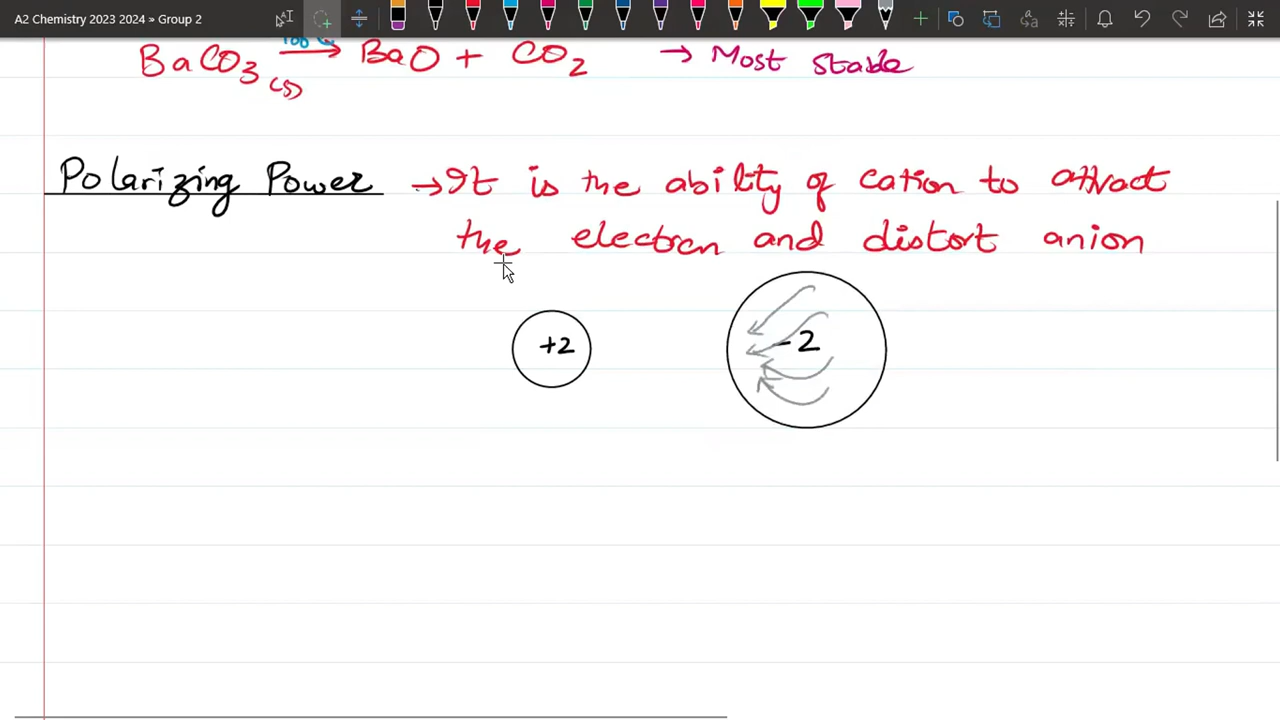 A2 Chemistry 2023 2024 » Group 2
BaCO3(s) → BaO + CO2 → Most stable
Polarizing Power → It is the ability of cation to attract
the electron and distort anion
+2 -2